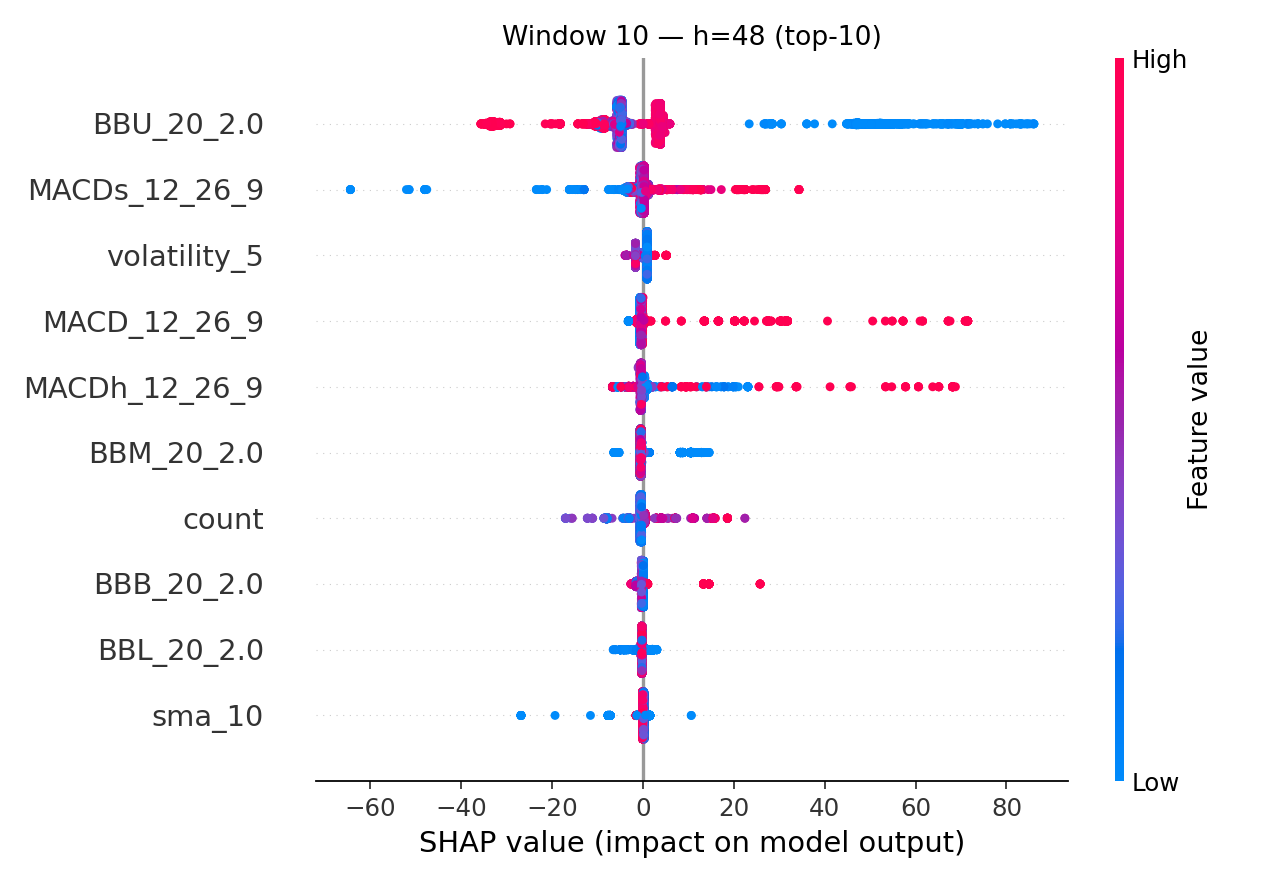 Window 10 — h=48 (top-10)
High
BBU_20_2.0
MACDs_12_26_9
volatility_5
MACD_12_26_9
MACDh_12_26_9
BBM_20_2.0
count
BBB_20_2.0
BBL_20_2.0
sma_10
Feature value
Low
−60 −40 −20 0 20 40 60 80
SHAP value (impact on model output)